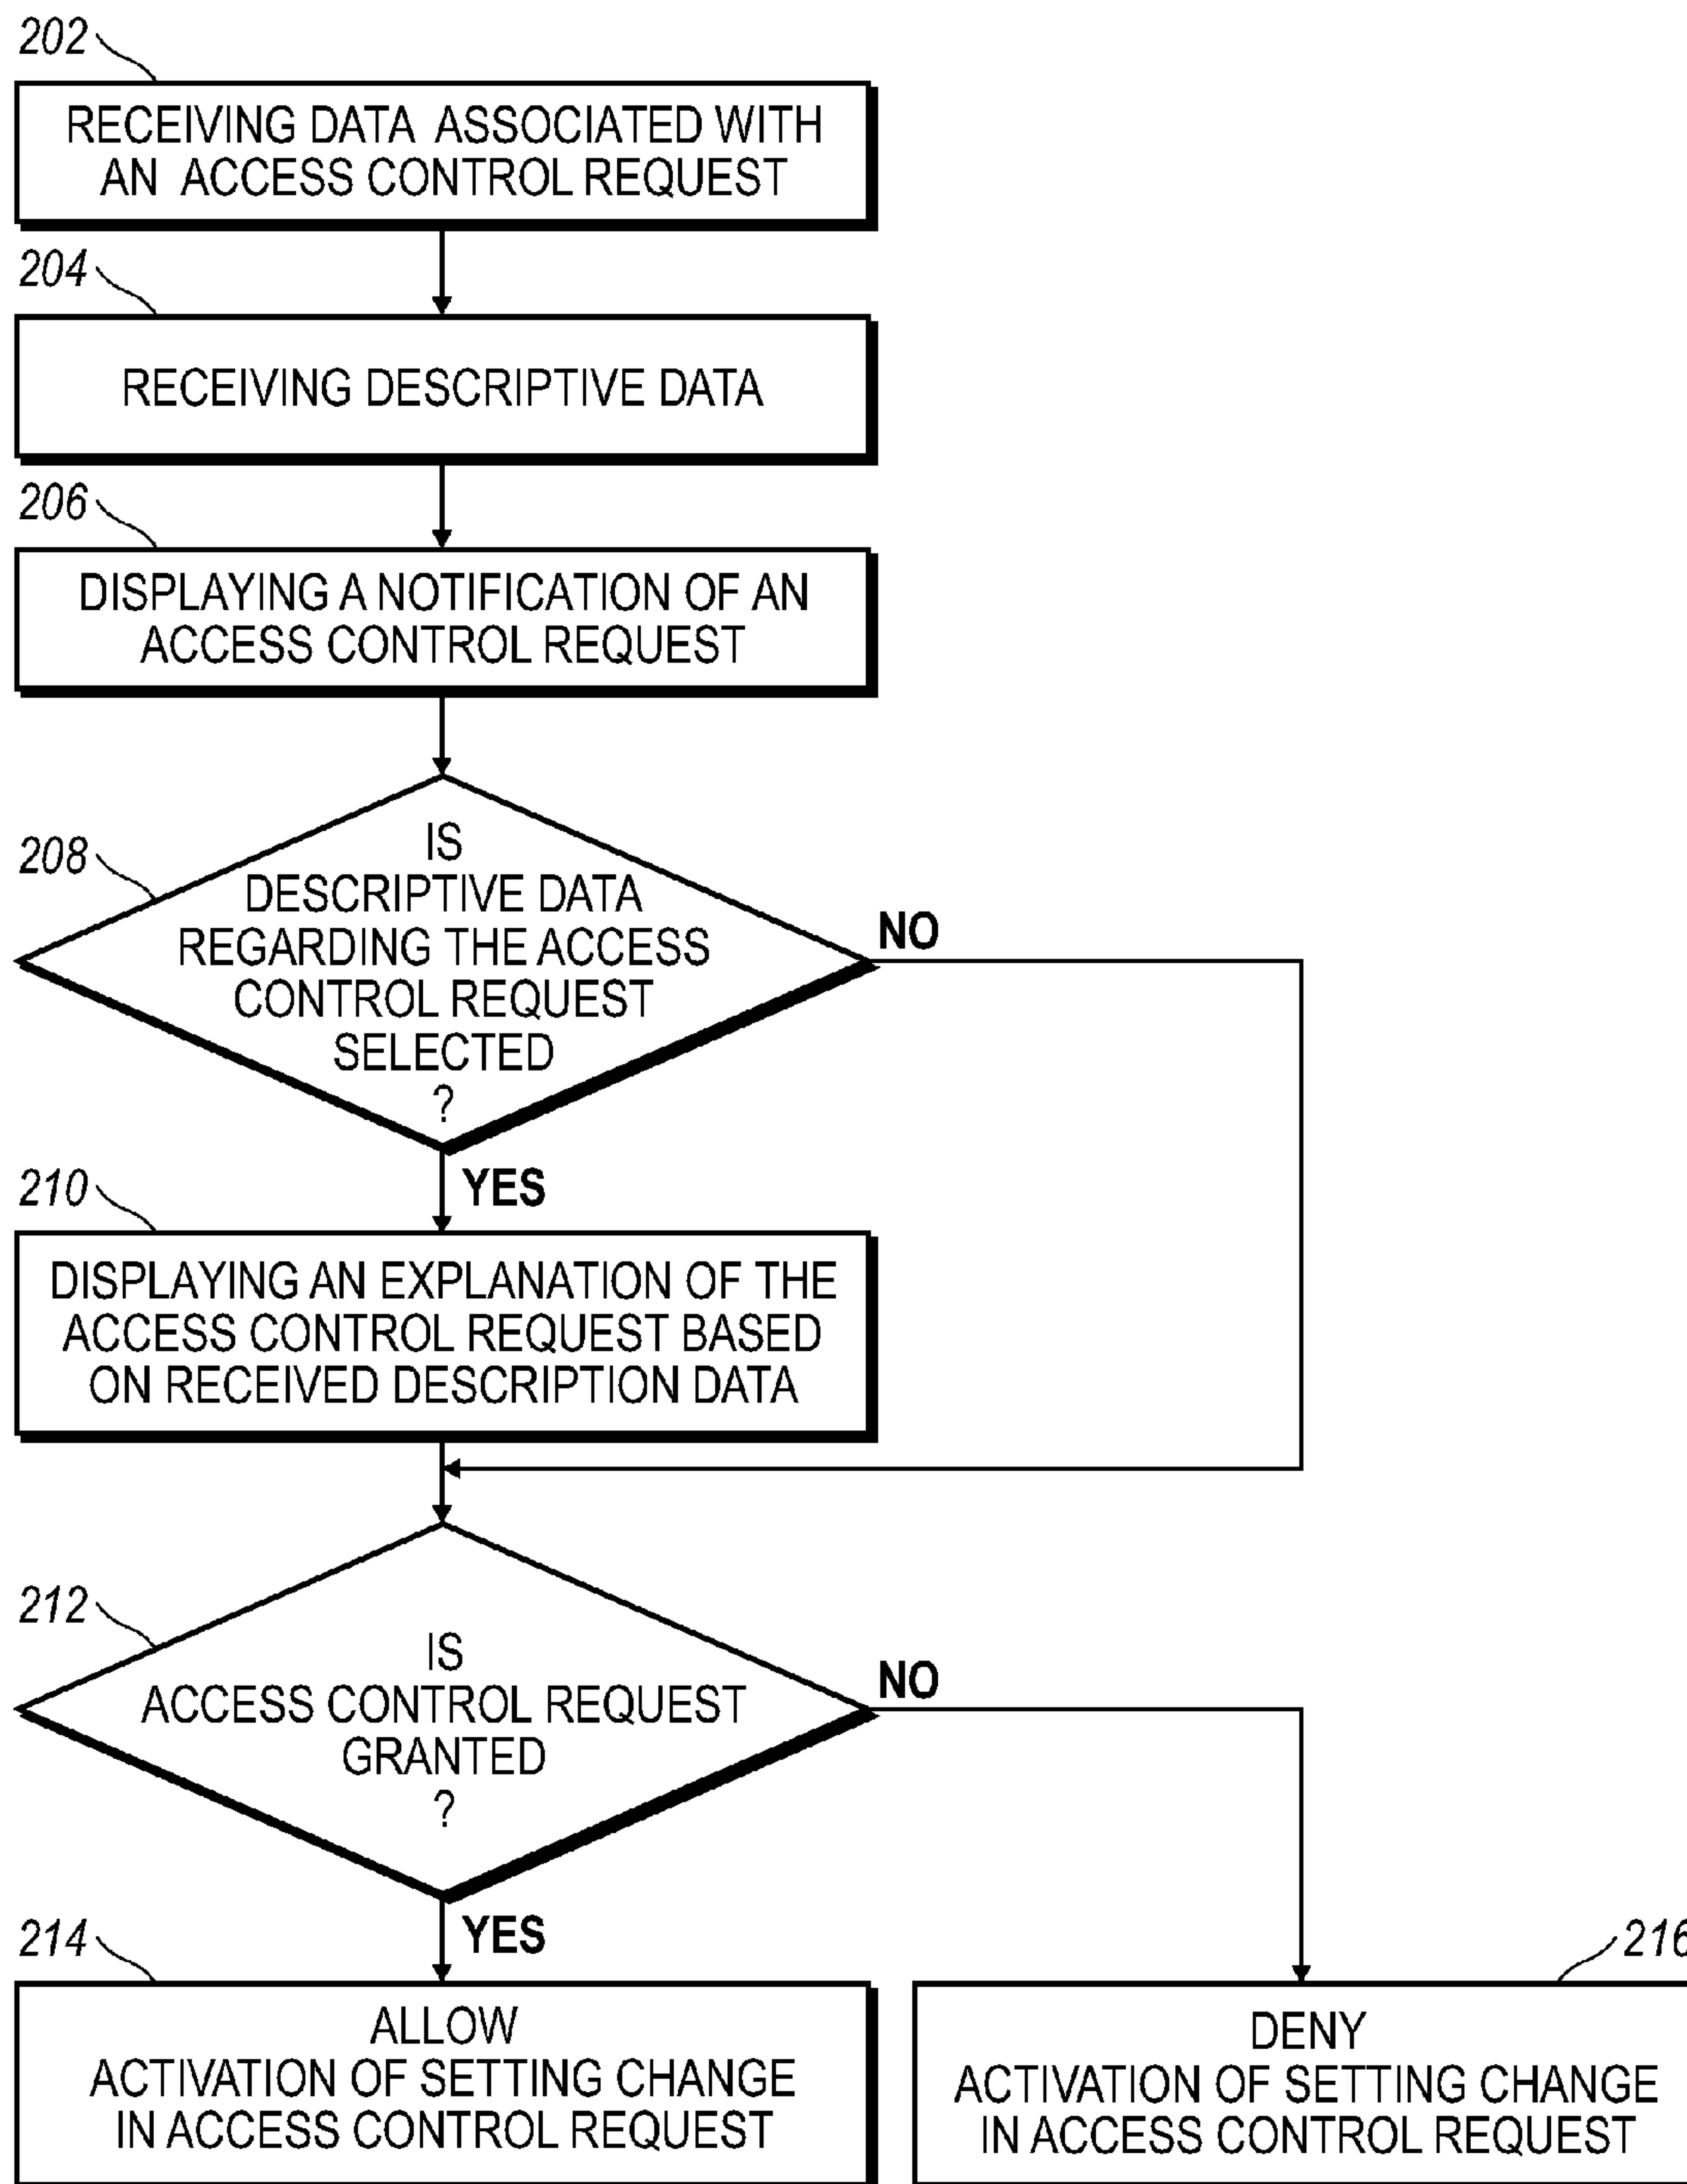 202
RECEIVING DATA ASSOCIATED WITH
AN ACCESS CONTROL REQUEST
204
RECEIVING DESCRIPTIVE DATA
206
DISPLAYING A NOTIFICATION OF AN
ACCESS CONTROL REQUEST
208
IS
DESCRIPTIVE DATA
REGARDING THE ACCESS
CONTROL REQUEST
SELECTED
?
NO
YES
210
DISPLAYING AN EXPLANATION OF THE
ACCESS CONTROL REQUEST BASED
ON RECEIVED DESCRIPTION DATA
212
IS
ACCESS CONTROL REQUEST
GRANTED
?
NO
YES
214
ALLOW
ACTIVATION OF SETTING CHANGE
IN ACCESS CONTROL REQUEST
216
DENY
ACTIVATION OF SETTING CHANGE
IN ACCESS CONTROL REQUEST